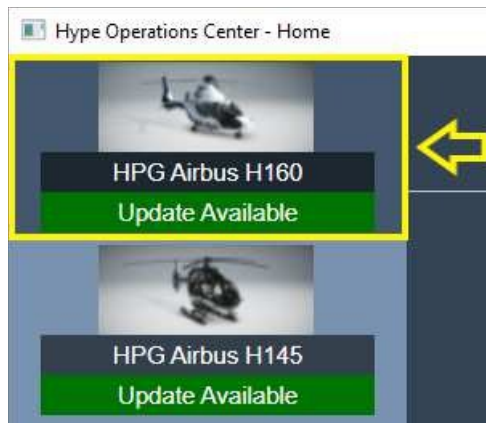 Hype Operations Center - Home
HPG Airbus H160
Update Available
HPG Airbus H145
Update Available